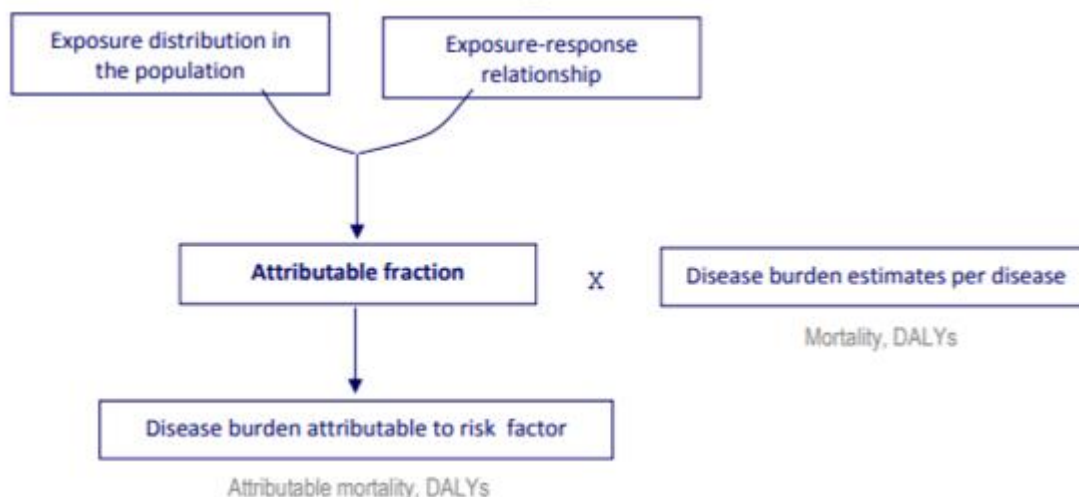 Exposure distribution in
the population
Exposure-response
relationship
Attributable fraction
X
Disease burden estimates per disease
Mortality, DALYs
Disease burden attributable to risk factor
Attributable mortality, DALYs